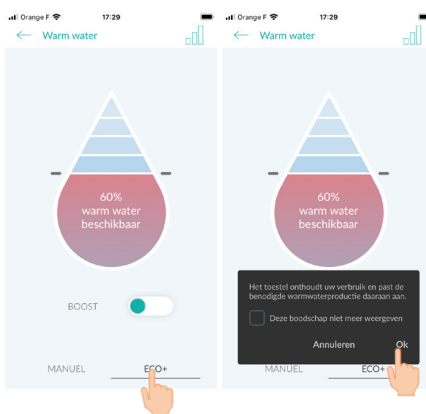 Orange F 17:29
Warm water
60%
warm water
beschikbaar
BOOST
MANUEL ECO+
Orange F 17:29
Warm water
60%
warm water
beschikbaar
Het toestel onthoudt uw verbruik en past de
benodigde warmwaterproductie daaraan aan.
Deze boodschap niet meer weergeven
Annuleren Ok
MANUEL ECO+